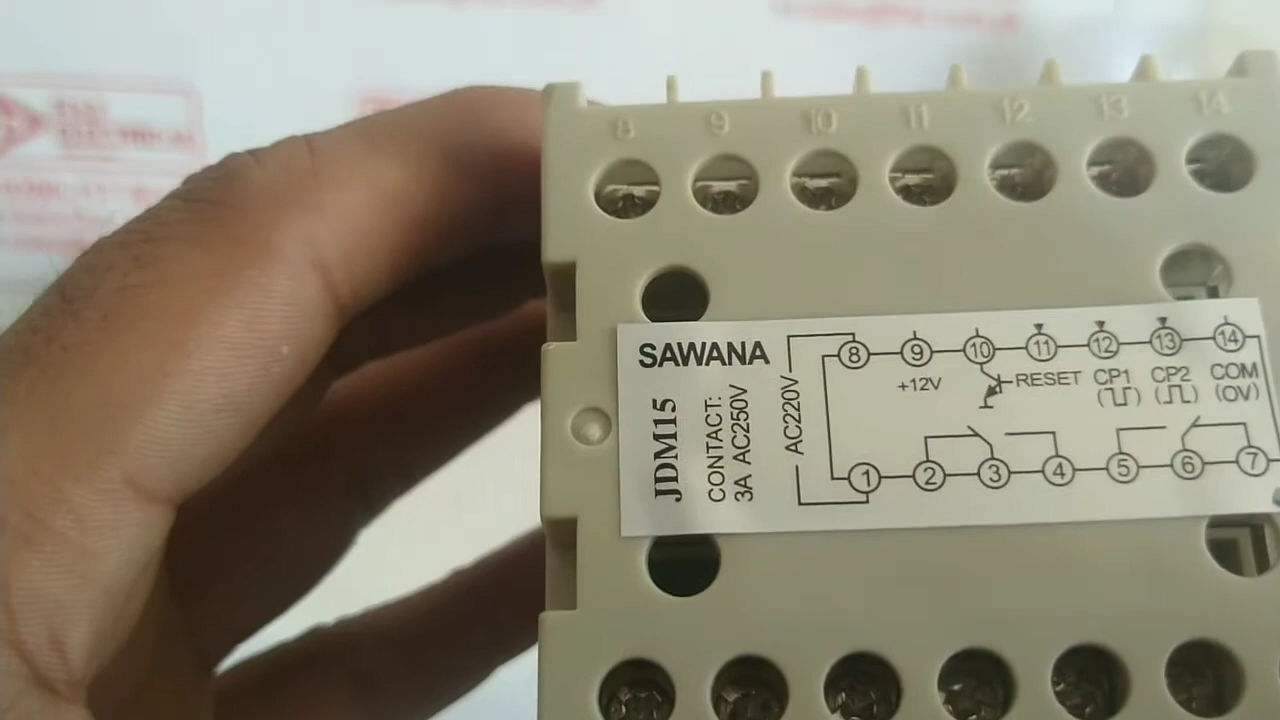 8 9 10 11 12 13 14
SAWANA
JDM15
CONTACT:
3A AC250V
AC220V
8 9 10 11 12 13 14
+12V
RESET
CP1
CP2
COM
(0V)
1 2 3 4 5 6 7